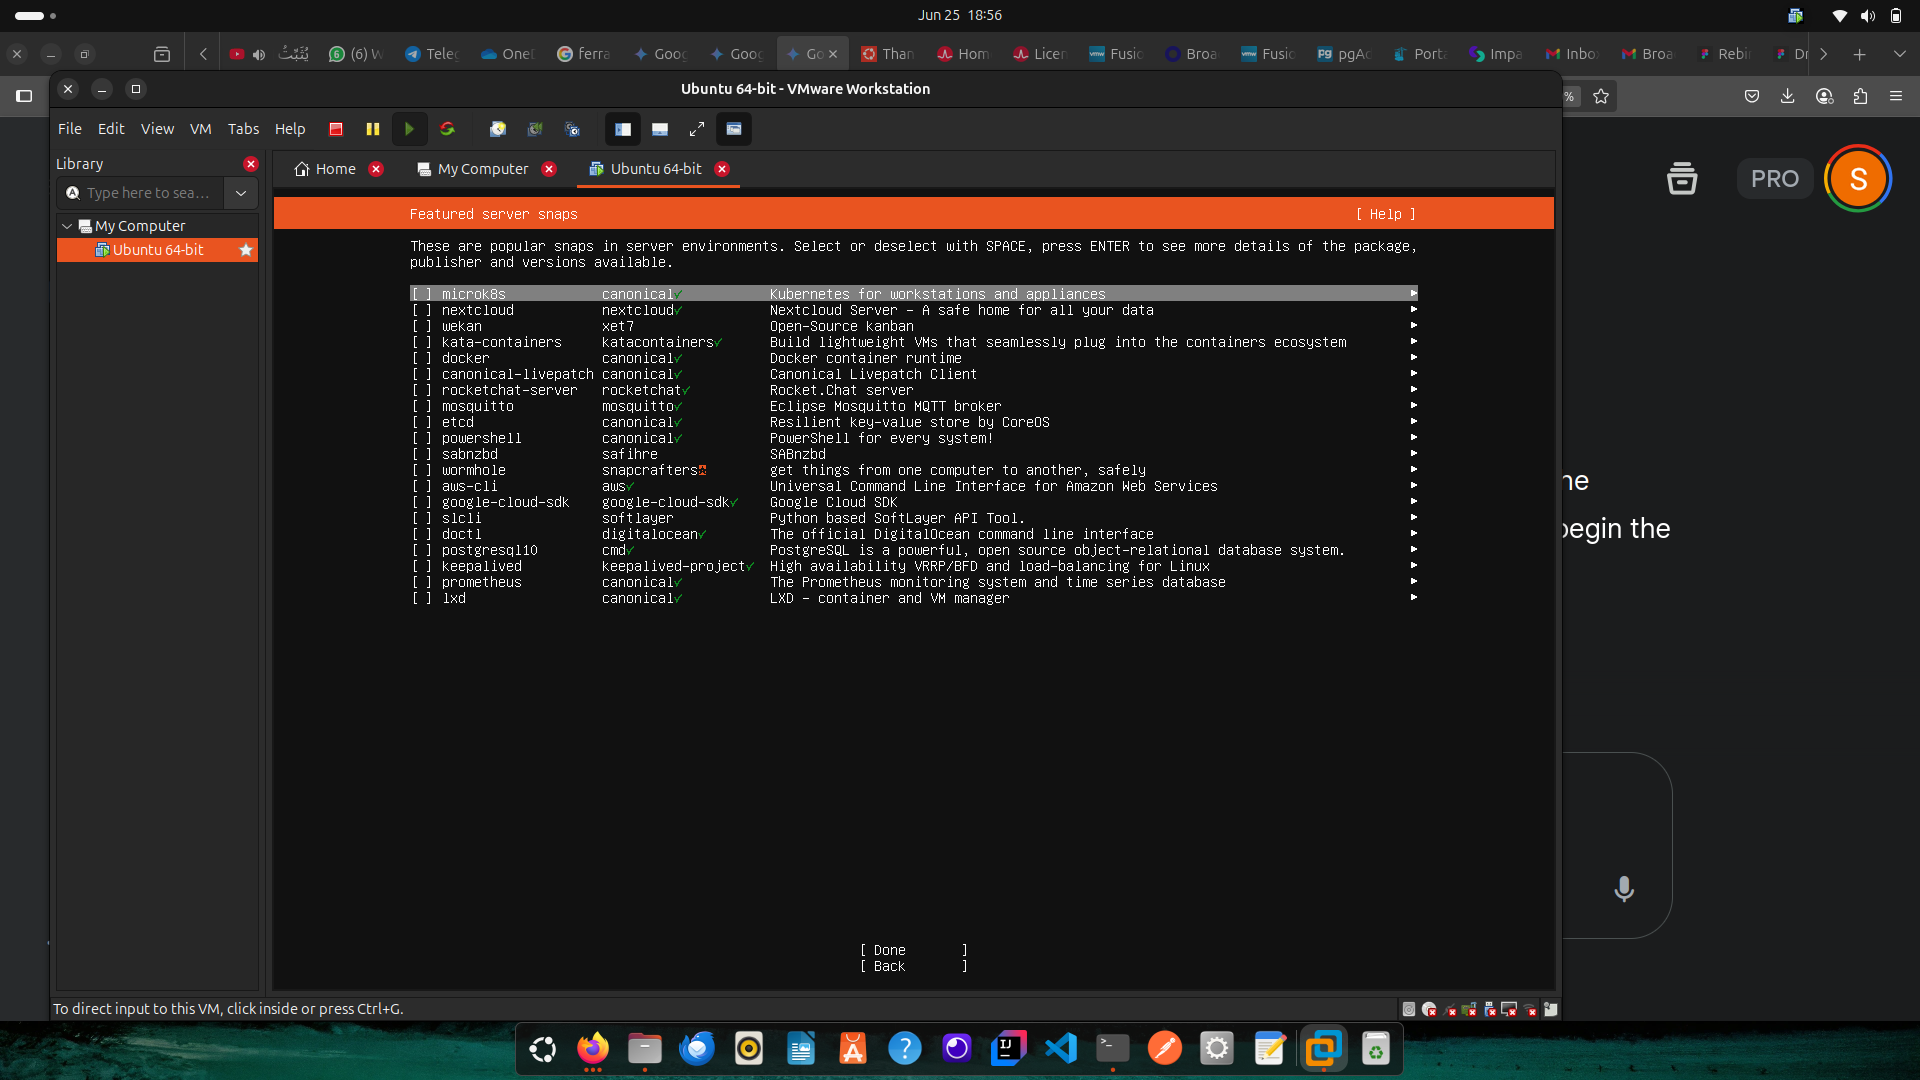 Jun 25 18:56
يُثَبِّتُ
(6) W
Teleg
OneD
ferra
Goog
Goog
Go
Than
Hom
Licen
Fusio
Broa
Fusio
pgAd
Porta
Impa
Inbo
Broa
Rebi
Dr
Ubuntu 64-bit - VMware Workstation
%
File Edit View VM Tabs Help
Library
Home
My Computer
Ubuntu 64-bit
Type here to sea...
My Computer
Ubuntu 64-bit
PRO
S
Featured server snaps [ Help ]
These are popular snaps in server environments. Select or deselect with SPACE, press ENTER to see more details of the package,
publisher and versions available.
[ ] microk8s canonical✓ Kubernetes for workstations and appliances ▸
[ ] nextcloud nextcloud✓ Nextcloud Server - A safe home for all your data ▸
[ ] wekan xet7 Open-Source kanban ▸
[ ] kata-containers katacontainers✓ Build lightweight VMs that seamlessly plug into the containers ecosystem ▸
[ ] docker canonical✓ Docker container runtime ▸
[ ] canonical-livepatch canonical✓ Canonical Livepatch Client ▸
[ ] rocketchat-server rocketchat✓ Rocket.Chat server ▸
[ ] mosquitto mosquitto✓ Eclipse Mosquitto MQTT broker ▸
[ ] etcd canonical✓ Resilient key-value store by CoreOS ▸
[ ] powershell canonical✓ PowerShell for every system! ▸
[ ] sabnzbd safihre SABnzbd ▸
[ ] wormhole snapcrafters get things from one computer to another, safely ▸
[ ] aws-cli aws✓ Universal Command Line Interface for Amazon Web Services ▸
[ ] google-cloud-sdk google-cloud-sdk✓ Google Cloud SDK ▸
[ ] slcli softlayer Python based SoftLayer API Tool. ▸
[ ] doctl digitalocean✓ The official DigitalOcean command line interface ▸
[ ] postgresql10 cmd✓ PostgreSQL is a powerful, open source object-relational database system. ▸
[ ] keepalived keepalived-project✓ High availability VRRP/BFD and load-balancing for Linux ▸
[ ] prometheus canonical✓ The Prometheus monitoring system and time series database ▸
[ ] lxd canonical✓ LXD - container and VM manager ▸
ne
begin the
[ Done ]
[ Back ]
To direct input to this VM, click inside or press Ctrl+G.